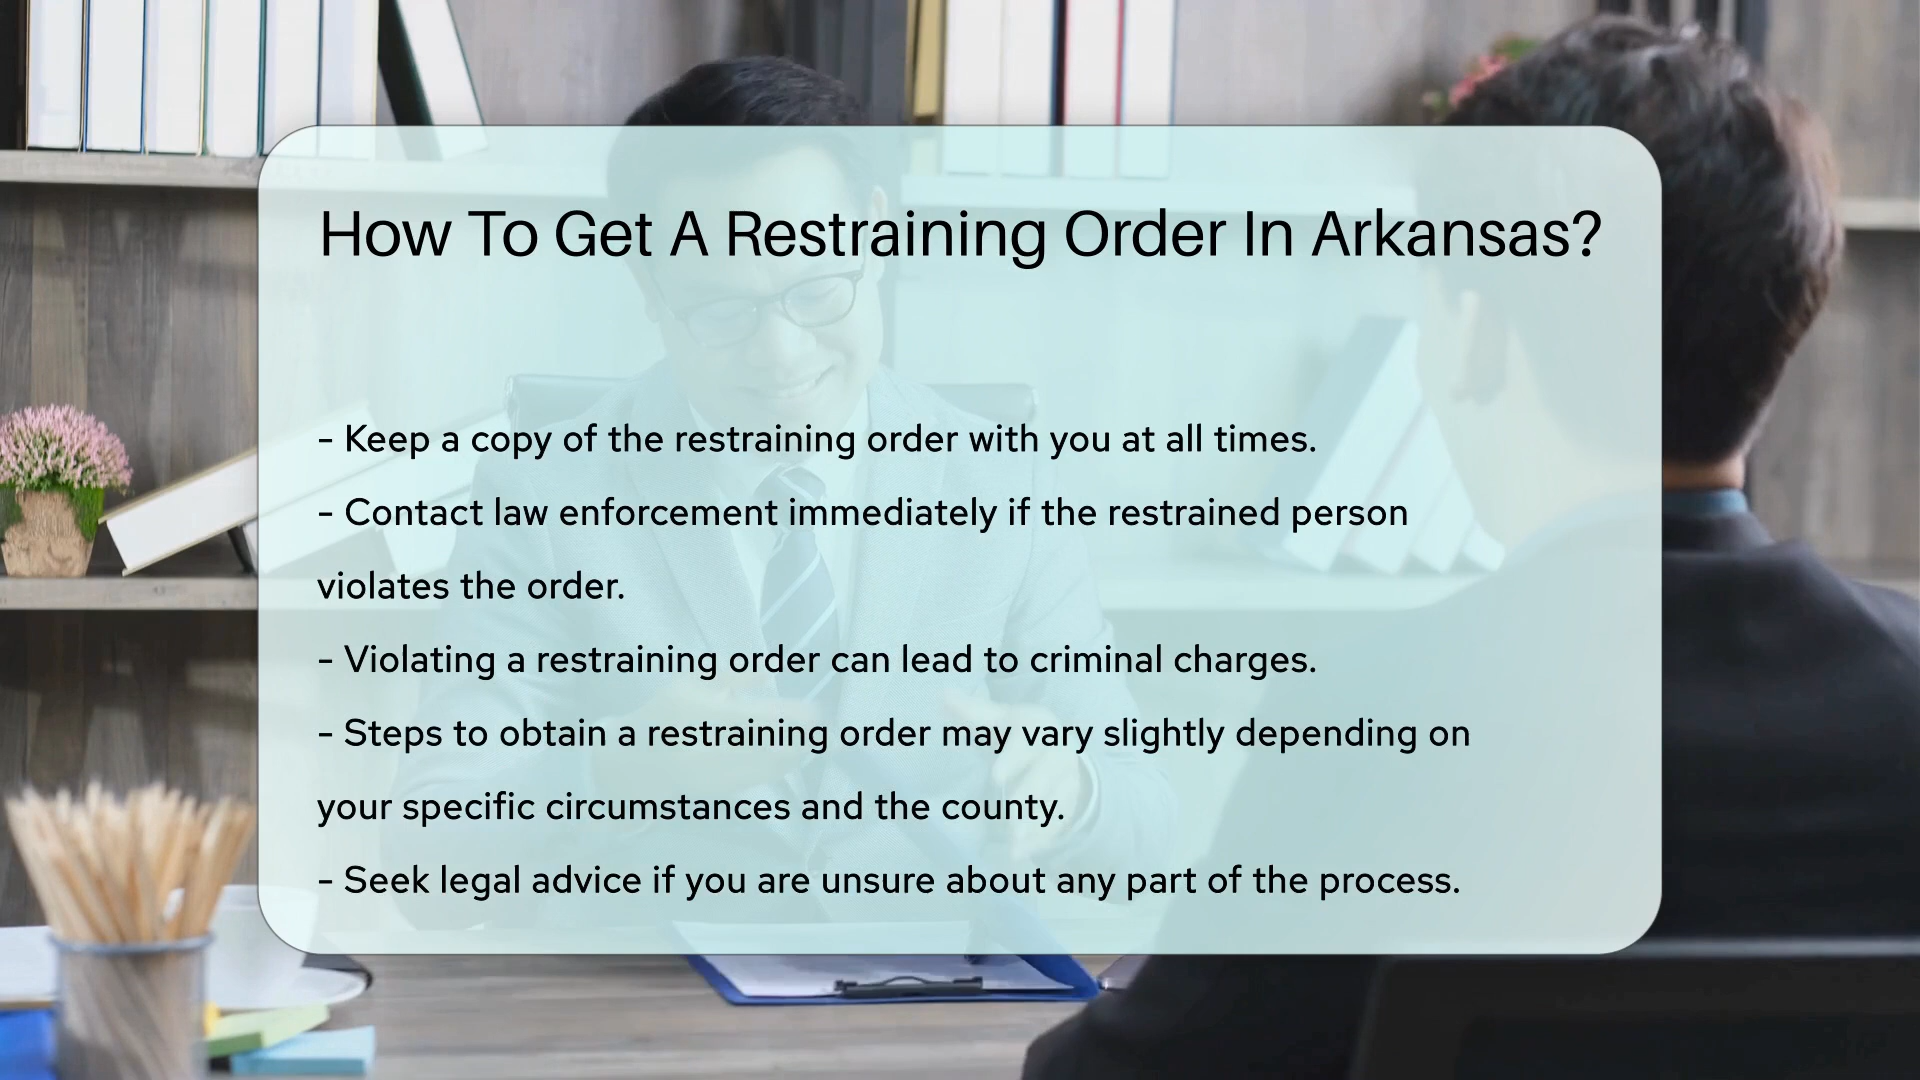 How To Get A Restraining Order In Arkansas?
- Keep a copy of the restraining order with you at all times.
- Contact law enforcement immediately if the restrained person
violates the order.
- Violating a restraining order can lead to criminal charges.
- Steps to obtain a restraining order may vary slightly depending on
your specific circumstances and the county.
- Seek legal advice if you are unsure about any part of the process.